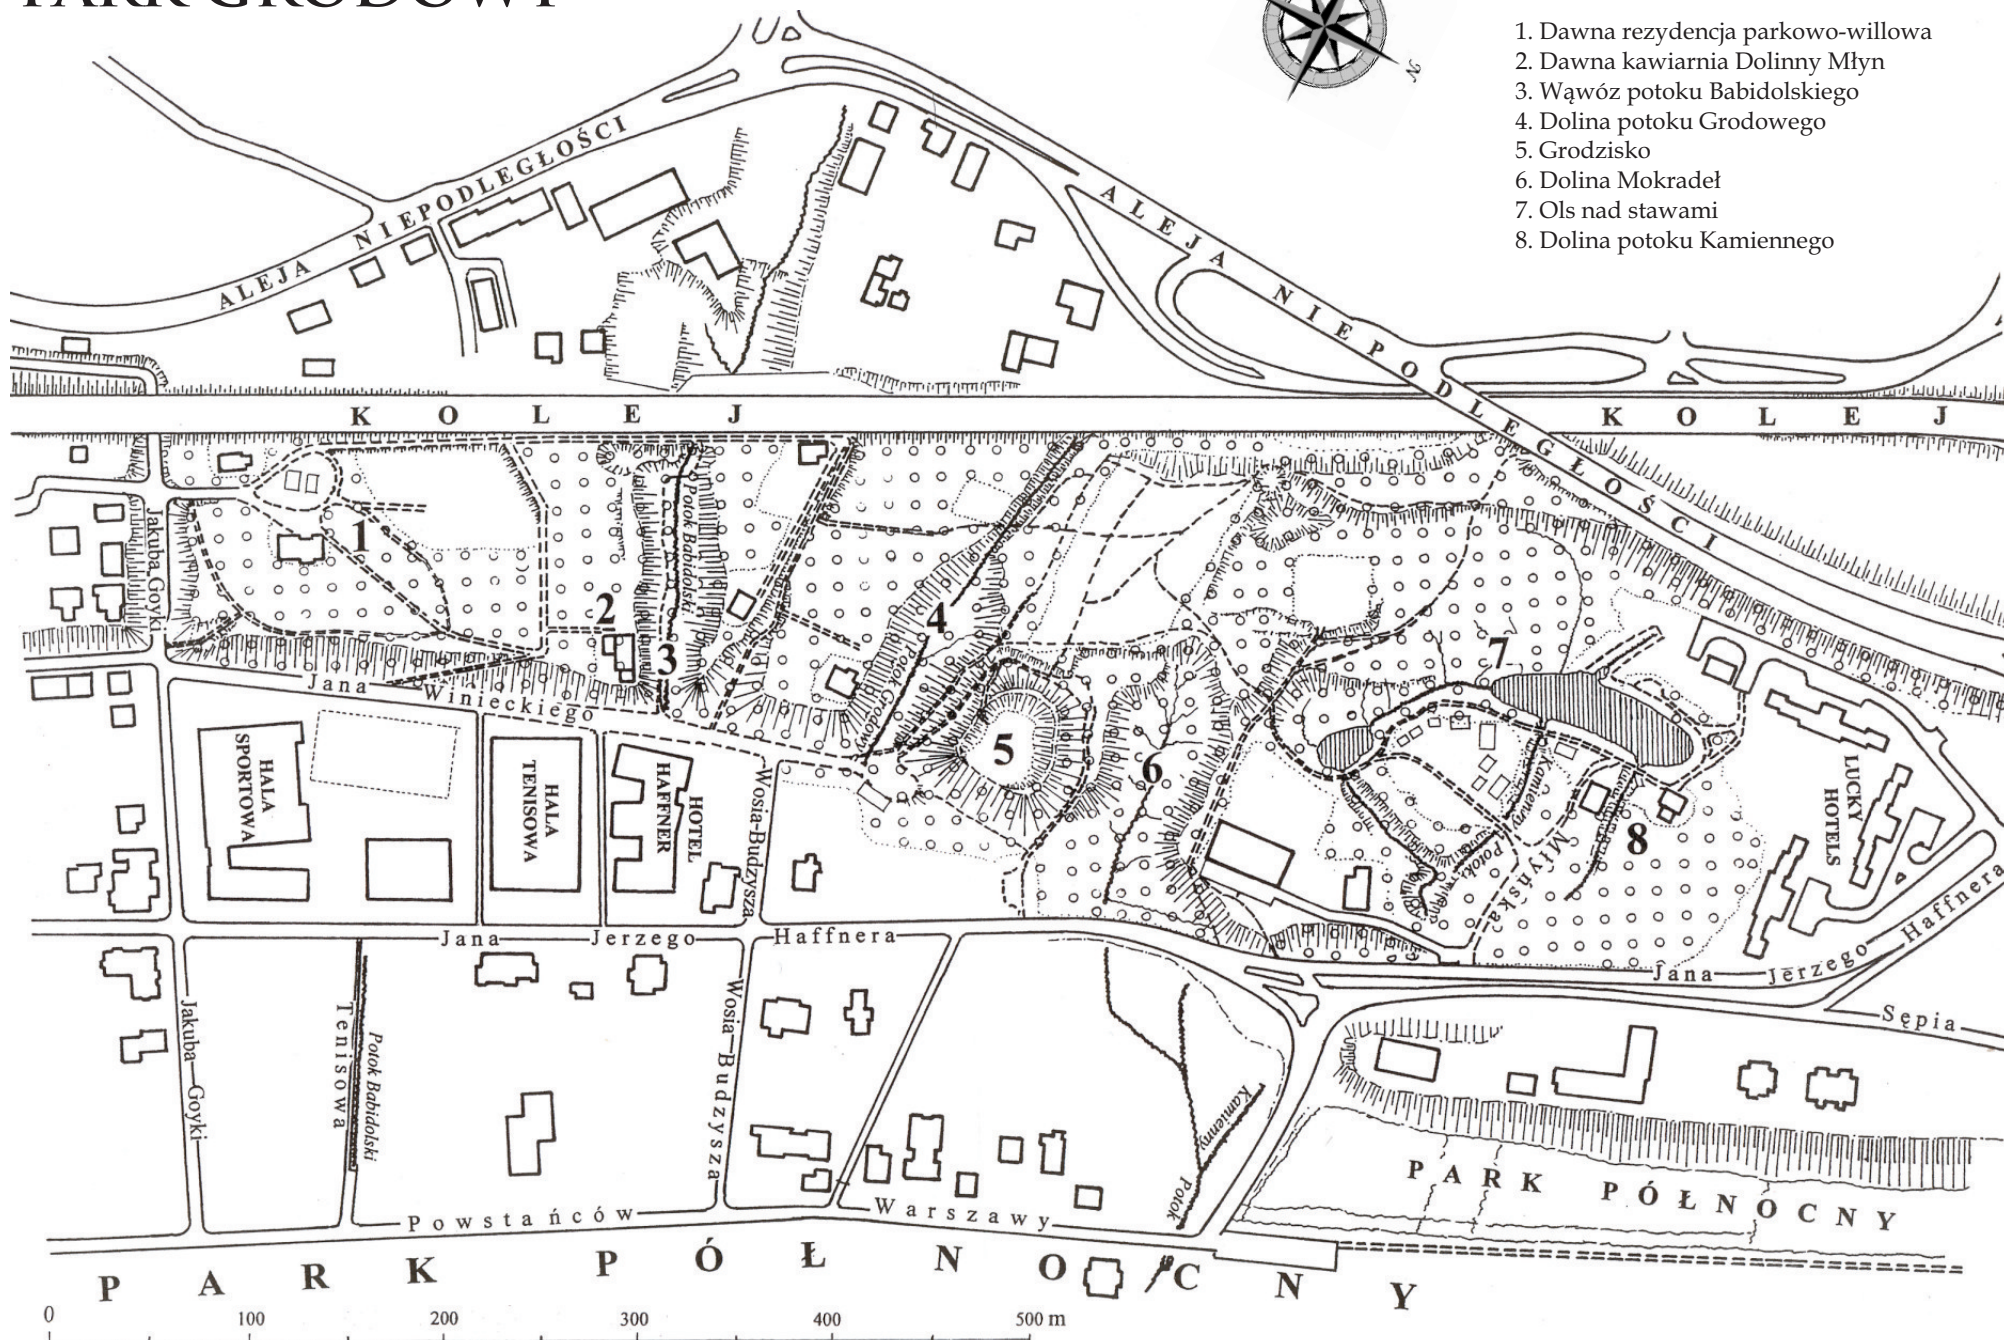 PARK GRODOWY
N
1. Dawna rezydencja parkowo-willowa
2. Dawna kawiarnia Dolinny Młyn
3. Wąwóz potoku Babidolskiego
4. Dolina potoku Grodowego
5. Grodzisko
6. Dolina Mokradeł
7. Ols nad stawami
8. Dolina potoku Kamiennego
ALEJA NIEPODLEGŁOŚCI
ALEJA NIEPODLEGŁOŚCI
KOLEJ
KOLEJ
Jakuba Goyki
1
2
3
4
5
6
7
8
Potok Babidolski
Potok Grodowy
Potok Kamienny
Młyńska
Jana Winieckiego
HALA
SPORTOWA
HALA
TENISOWA
HOTEL
HAFFNER
Wosia-Budzysza
LUCKY
HOTELS
Jana Jerzego Haffnera
Jana Jerzego Haffnera
Sępia
Jakuba Goyki
Tenisowa
Potok Babidolski
Wosia-Budzysza
Potok Kamienny
Powstańców Warszawy
PARK PÓŁNOCNY
PARK PÓŁNOCNY
0 100 200 300 400 500 m